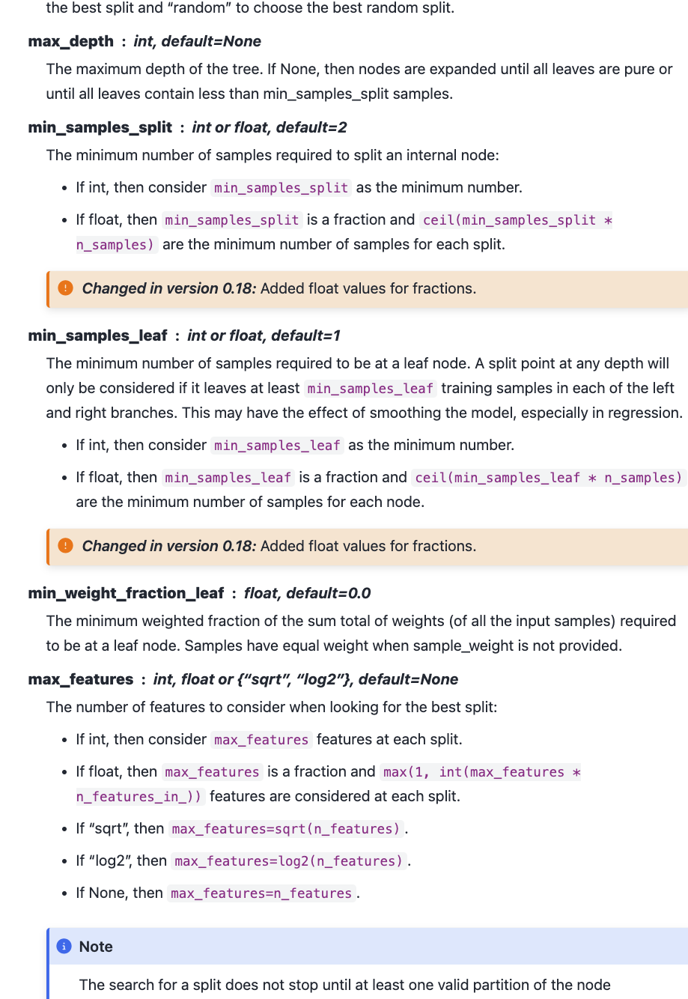 the best split and “random” to choose the best random split.
max_depth : int, default=None
The maximum depth of the tree. If None, then nodes are expanded until all leaves are pure or
until all leaves contain less than min_samples_split samples.
min_samples_split : int or float, default=2
The minimum number of samples required to split an internal node:
• If int, then consider min_samples_split as the minimum number.
• If float, then min_samples_split is a fraction and ceil(min_samples_split *
n_samples) are the minimum number of samples for each split.
Changed in version 0.18: Added float values for fractions.
min_samples_leaf : int or float, default=1
The minimum number of samples required to be at a leaf node. A split point at any depth will
only be considered if it leaves at least min_samples_leaf training samples in each of the left
and right branches. This may have the effect of smoothing the model, especially in regression.
• If int, then consider min_samples_leaf as the minimum number.
• If float, then min_samples_leaf is a fraction and ceil(min_samples_leaf * n_samples)
are the minimum number of samples for each node.
Changed in version 0.18: Added float values for fractions.
min_weight_fraction_leaf : float, default=0.0
The minimum weighted fraction of the sum total of weights (of all the input samples) required
to be at a leaf node. Samples have equal weight when sample_weight is not provided.
max_features : int, float or {“sqrt”, “log2”}, default=None
The number of features to consider when looking for the best split:
• If int, then consider max_features features at each split.
• If float, then max_features is a fraction and max(1, int(max_features *
n_features_in_)) features are considered at each split.
• If “sqrt”, then max_features=sqrt(n_features).
• If “log2”, then max_features=log2(n_features).
• If None, then max_features=n_features.
Note
The search for a split does not stop until at least one valid partition of the node